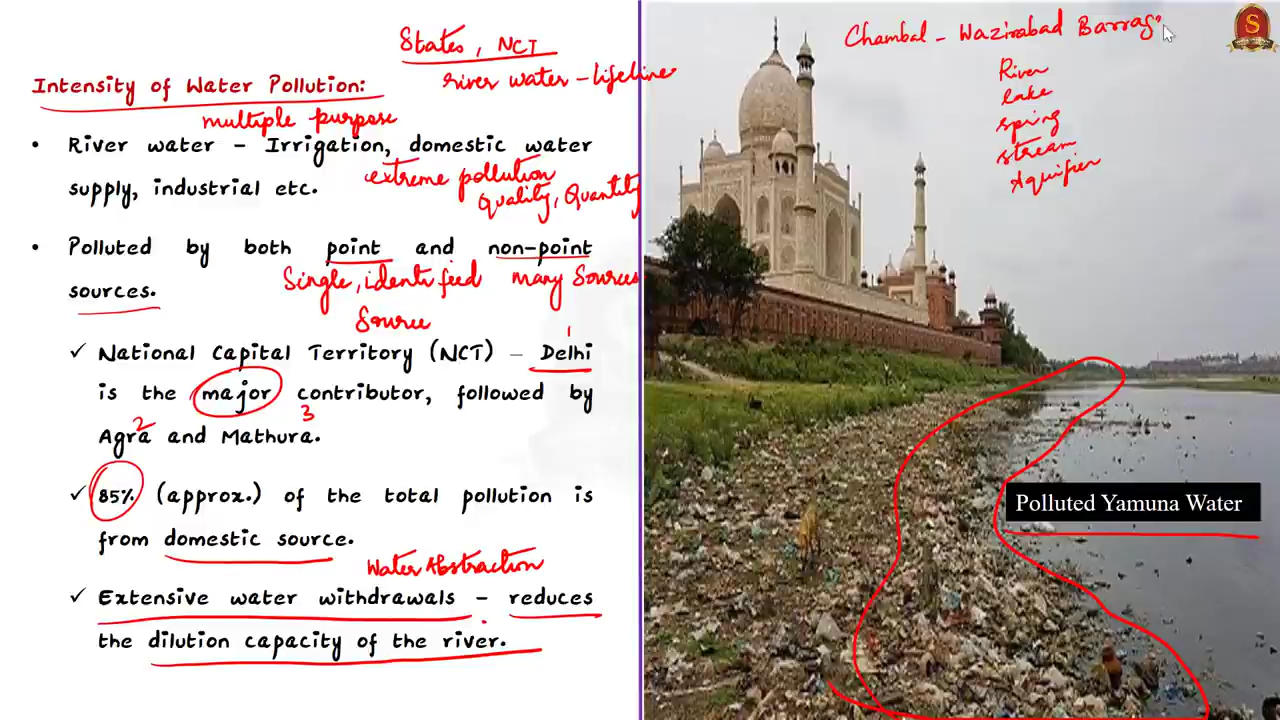 States, NCT
river water - lifeline
Intensity of Water Pollution:
multiple purpose
• River water – Irrigation, domestic water
supply, industrial etc.
extreme pollution
Quality, Quantity
• Polluted by both point and non-point
sources.
Single, identifeed many Sources
Source
✓ National Capital Territory (NCT) – Delhi
1
is the major contributor, followed by
2
3
Agra and Mathura.
✓ 85% (approx.) of the total pollution is
from domestic source.
Water Abstraction
✓ Extensive water withdrawals – reduces
the dilution capacity of the river.
Chambal - Wazirabad Barrag
River
Lake
spring
stream
Aquifier
Polluted Yamuna Water
S